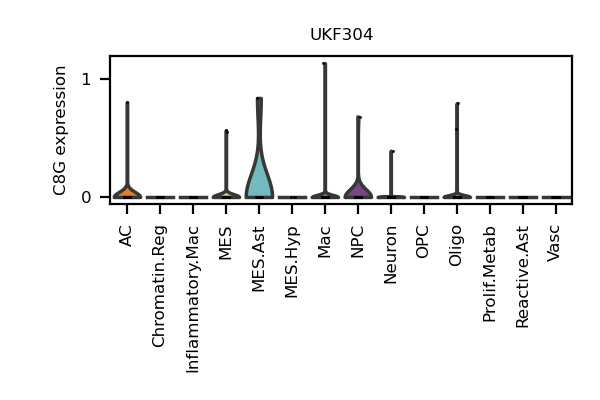 UKF304
C8G expression
1
0
AC
Chromatin.Reg
Inflammatory.Mac
MES
MES.Ast
MES.Hyp
Mac
NPC
Neuron
OPC
Oligo
Prolif.Metab
Reactive.Ast
Vasc